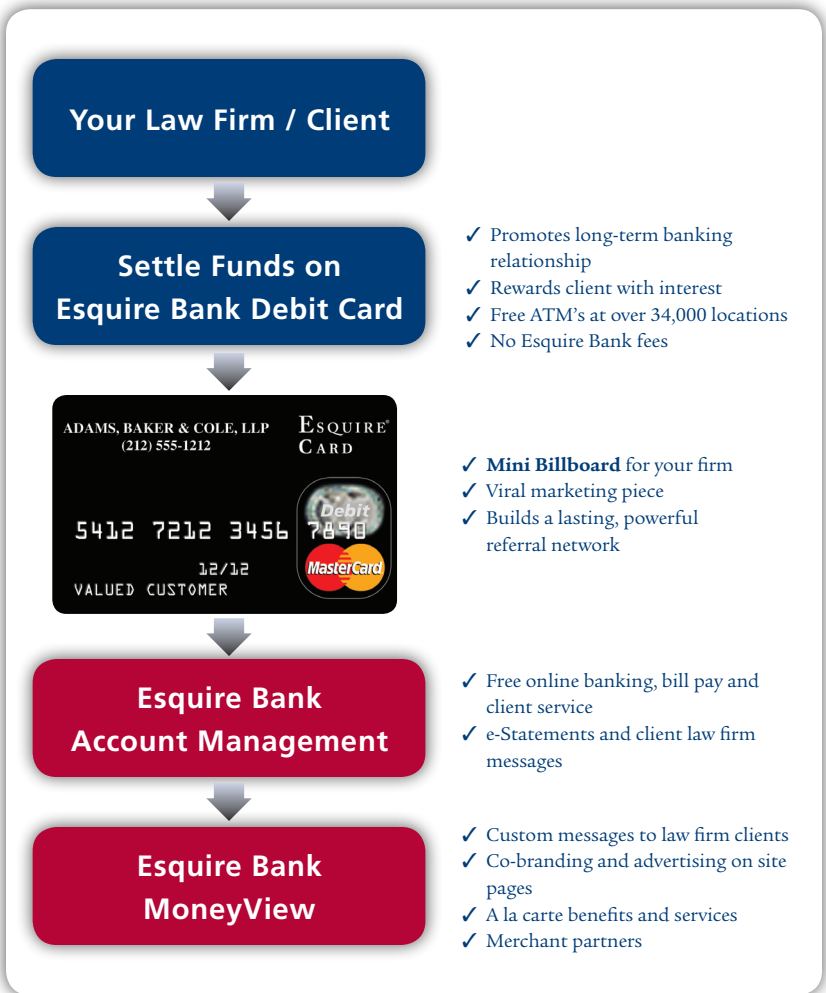 Your Law Firm / Client
Settle Funds on
Esquire Bank Debit Card
✓ Promotes long-term banking
relationship
✓ Rewards client with interest
✓ Free ATM's at over 34,000 locations
✓ No Esquire Bank fees
ADAMS, BAKER & COLE, LLP
(212) 555-1212
ESQUIRE®
CARD
Debit
5412 7212 3456 7890
12/12
MasterCard
VALUED CUSTOMER
✓ Mini Billboard for your firm
✓ Viral marketing piece
✓ Builds a lasting, powerful
referral network
Esquire Bank
Account Management
✓ Free online banking, bill pay and
client service
✓ e-Statements and client law firm
messages
Esquire Bank
MoneyView
✓ Custom messages to law firm clients
✓ Co-branding and advertising on site
pages
✓ A la carte benefits and services
✓ Merchant partners